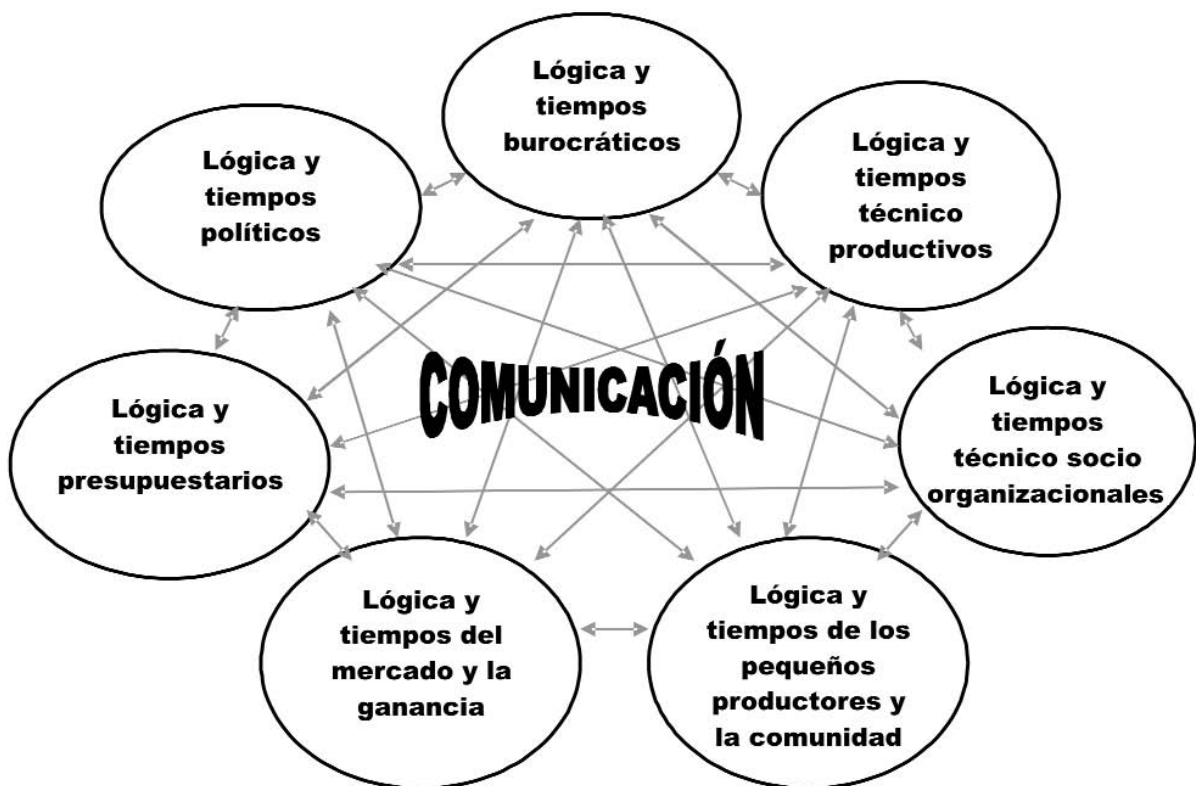 Lógica y
tiempos
burocráticos
Lógica y
tiempos
políticos
Lógica y
tiempos
técnico
productivos
COMUNICACIÓN
Lógica y
tiempos
presupuestarios
Lógica y
tiempos
técnico socio
organizacionales
Lógica y
tiempos del
mercado y la
ganancia
Lógica y
tiempos de los
pequeños
productores y
la comunidad